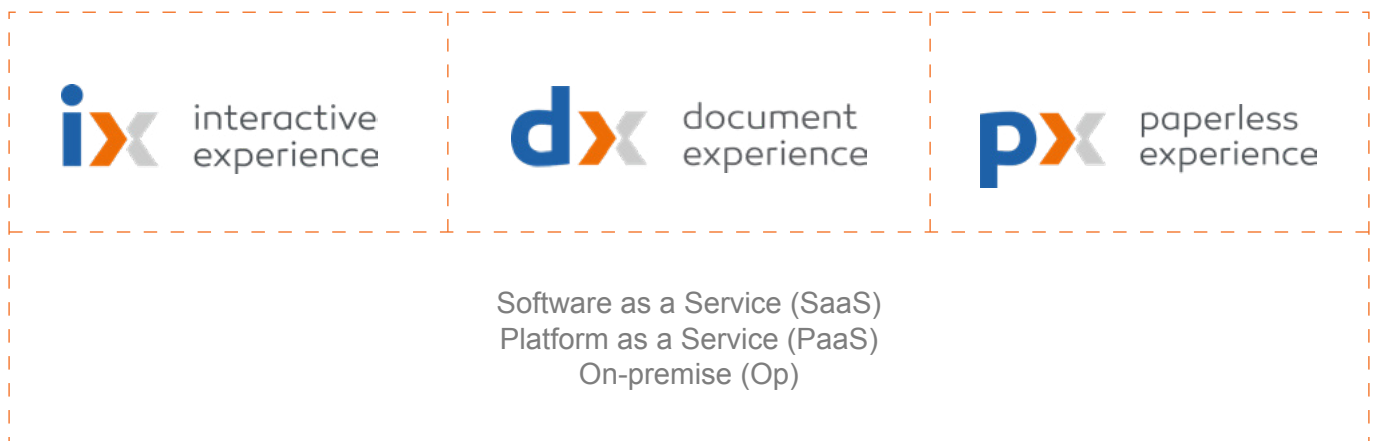 ix interactive
experience
dx document
experience
px paperless
experience
Software as a Service (SaaS)
Platform as a Service (PaaS)
On-premise (Op)